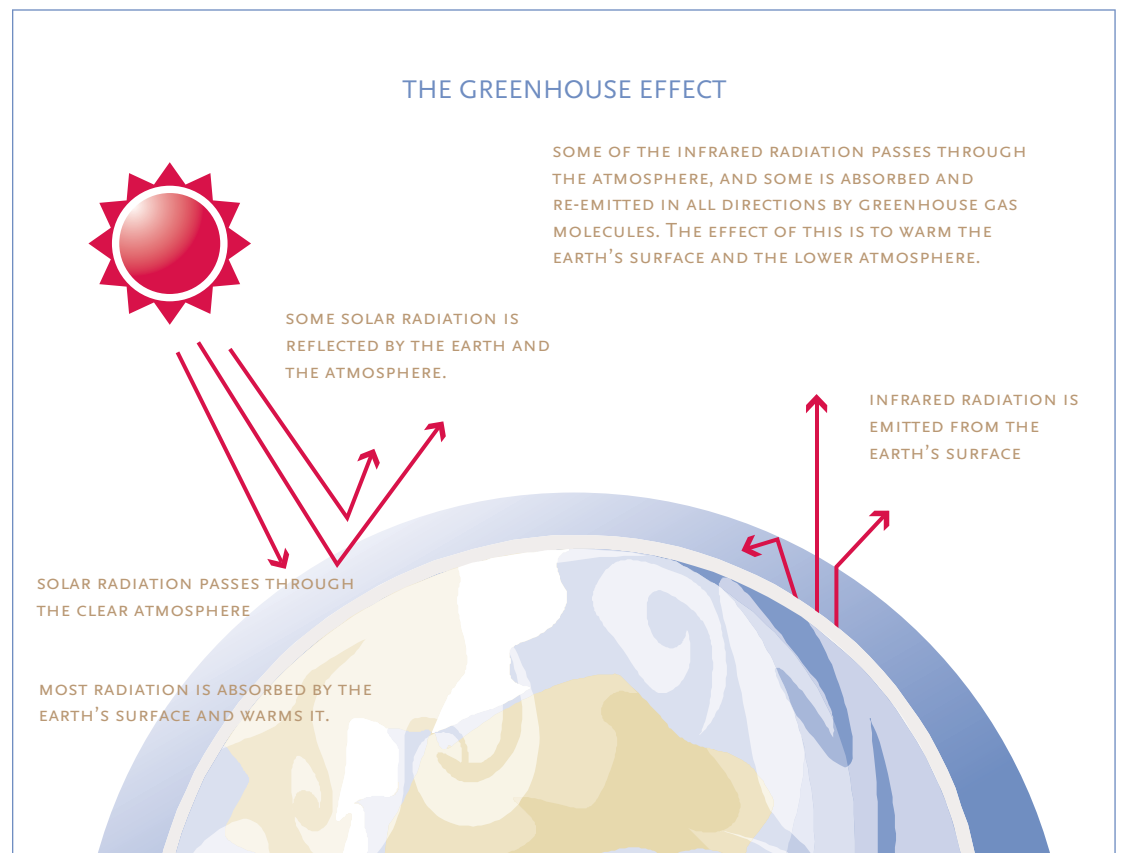 THE GREENHOUSE EFFECT
SOME OF THE INFRARED RADIATION PASSES THROUGH
THE ATMOSPHERE, AND SOME IS ABSORBED AND
RE-EMITTED IN ALL DIRECTIONS BY GREENHOUSE GAS
MOLECULES. THE EFFECT OF THIS IS TO WARM THE
EARTH'S SURFACE AND THE LOWER ATMOSPHERE.
SOME SOLAR RADIATION IS
REFLECTED BY THE EARTH AND
THE ATMOSPHERE.
INFRARED RADIATION IS
EMITTED FROM THE
EARTH'S SURFACE
SOLAR RADIATION PASSES THROUGH
THE CLEAR ATMOSPHERE
MOST RADIATION IS ABSORBED BY THE
EARTH'S SURFACE AND WARMS IT.